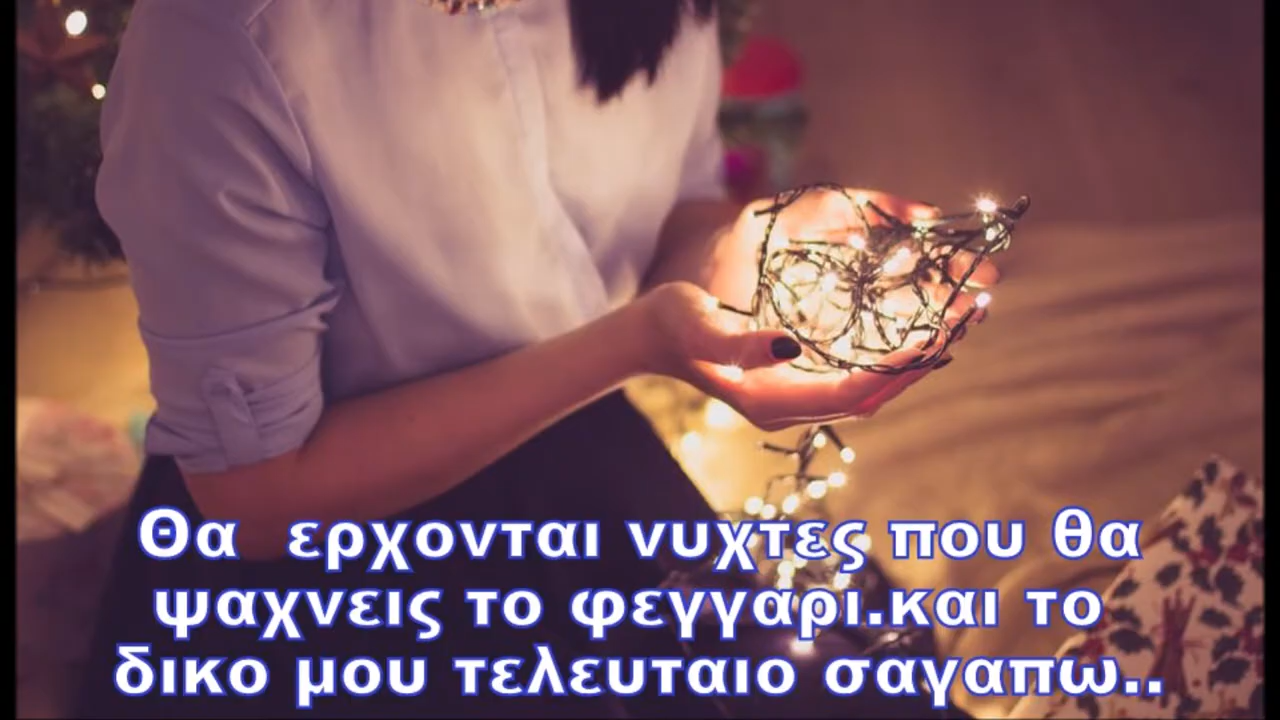 Θα ερχονται νυχτες που θα
ψαχνεις το φεγγαρι.και το
δικο μου τελευταιο σαγαπω..